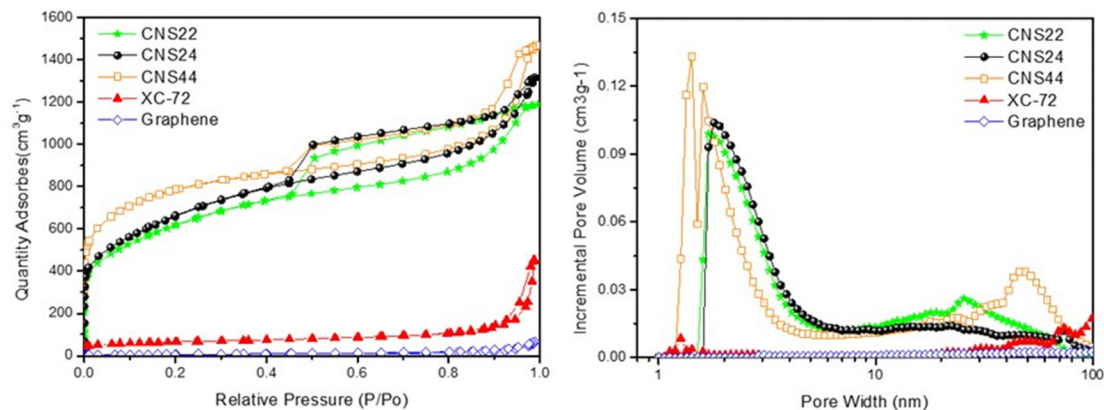 1600
1400
1200
1000
800
600
400
200
0
Quantity Adsorbes(cm³g⁻¹)
CNS22
CNS24
CNS44
XC-72
Graphene
0.0 0.2 0.4 0.6 0.8 1.0
Relative Pressure (P/Po)
0.15
0.12
0.09
0.06
0.03
0.00
Incremental Pore Volume (cm3g-1)
CNS22
CNS24
CNS44
XC-72
Graphene
1 10 100
Pore Width (nm)